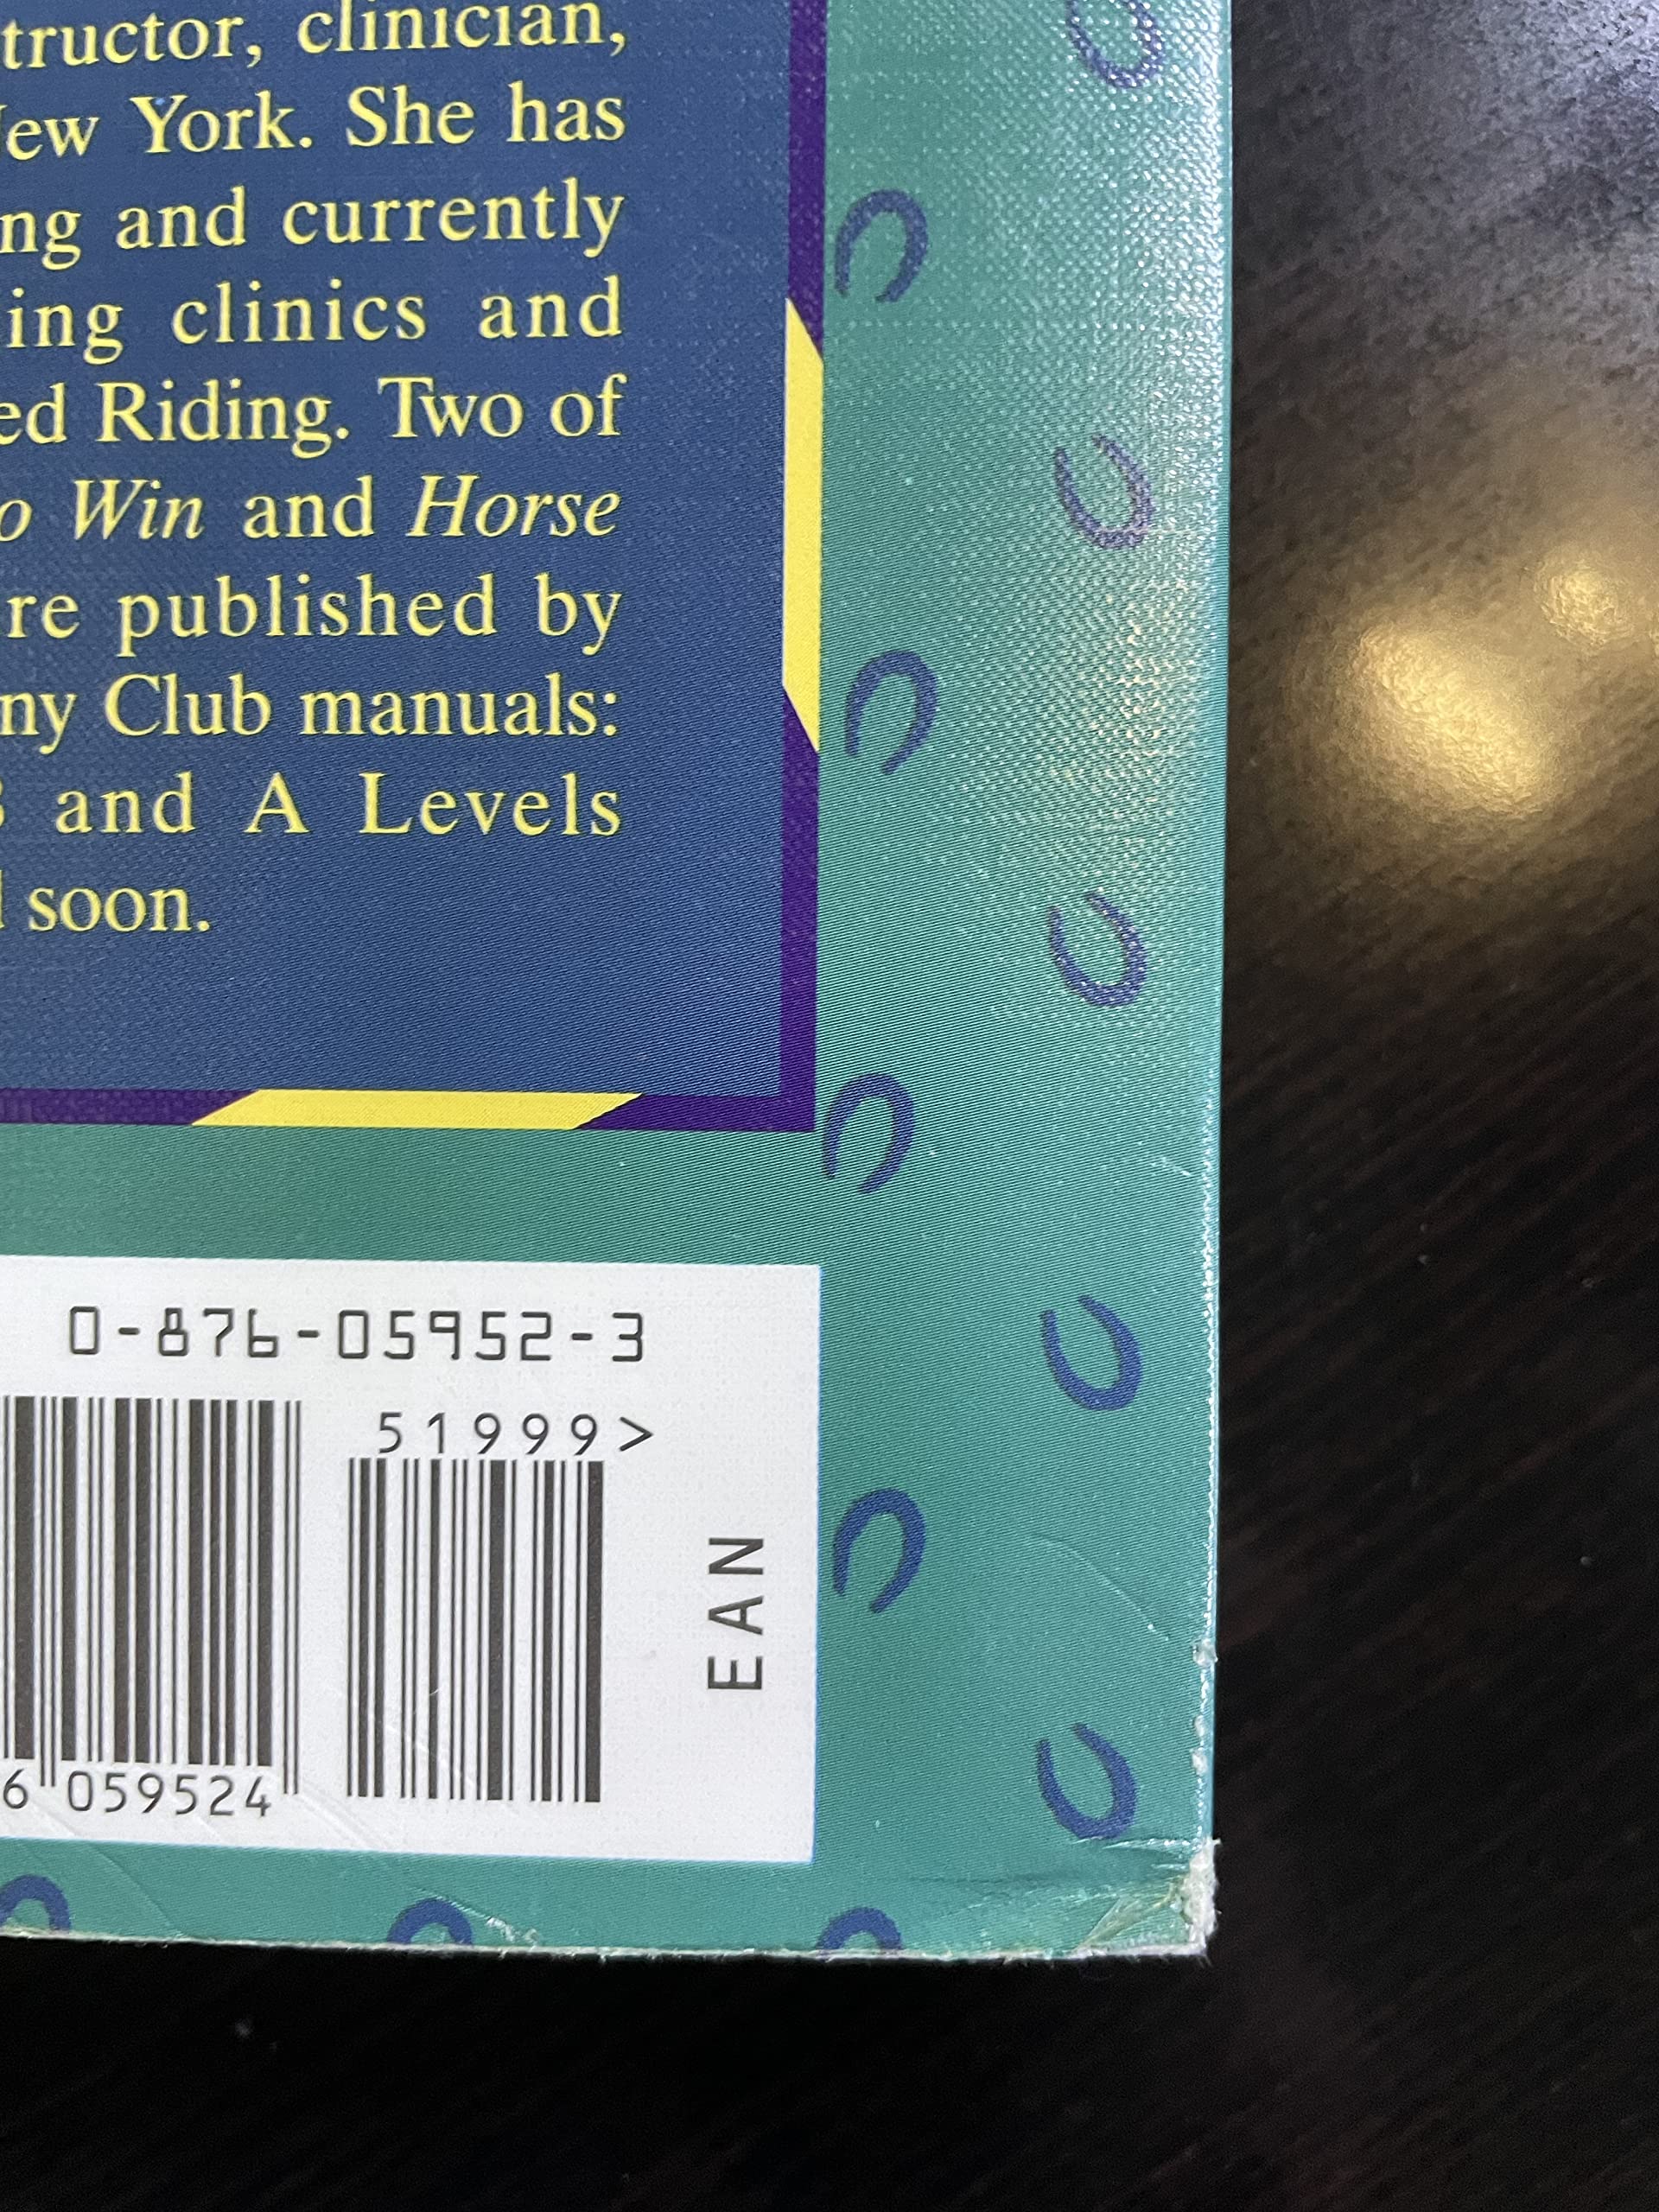 tructor, clinician,
ew York. She has
ng and currently
ing clinics and
ed Riding. Two of
o Win and Horse
re published by
ny Club manuals:
and A Levels
soon.
0-876-05952-3
51999>
EAN
6 059524